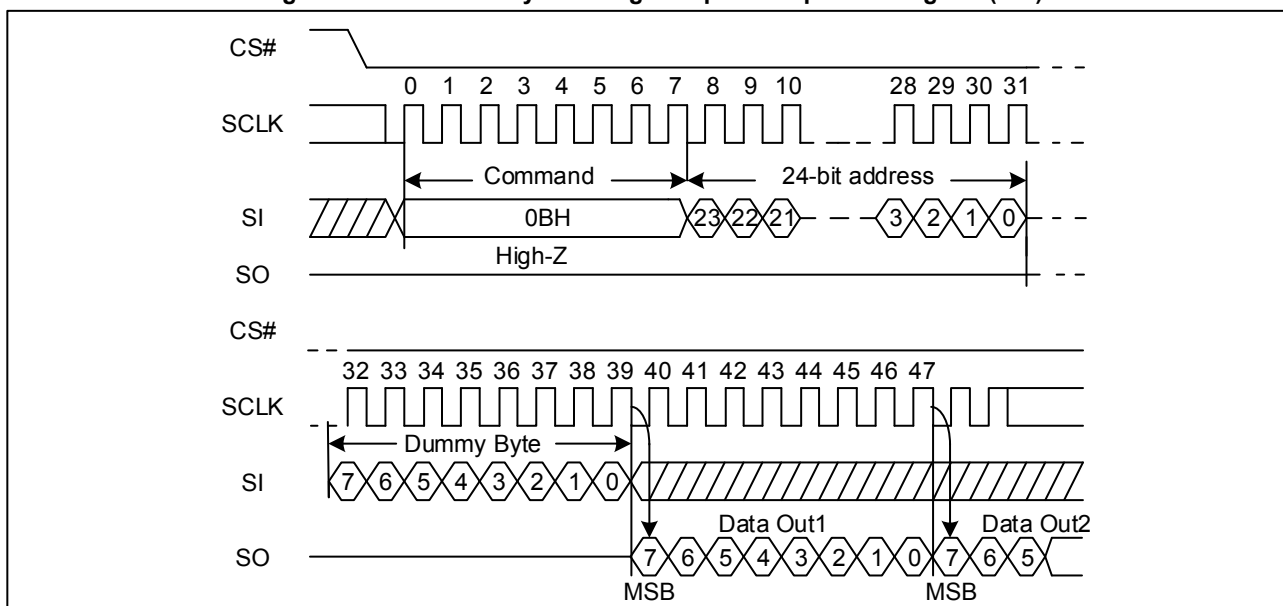 CS#
0 1 2 3 4 5 6 7 8 9 10 28 29 30 31
SCLK
Command 24-bit address
SI 0BH 23 22 21 3 2 1 0
High-Z
SO
CS#
32 33 34 35 36 37 38 39 40 41 42 43 44 45 46 47
SCLK
Dummy Byte
SI 7 6 5 4 3 2 1 0
Data Out1 Data Out2
SO 7 6 5 4 3 2 1 0 7 6 5
MSB MSB